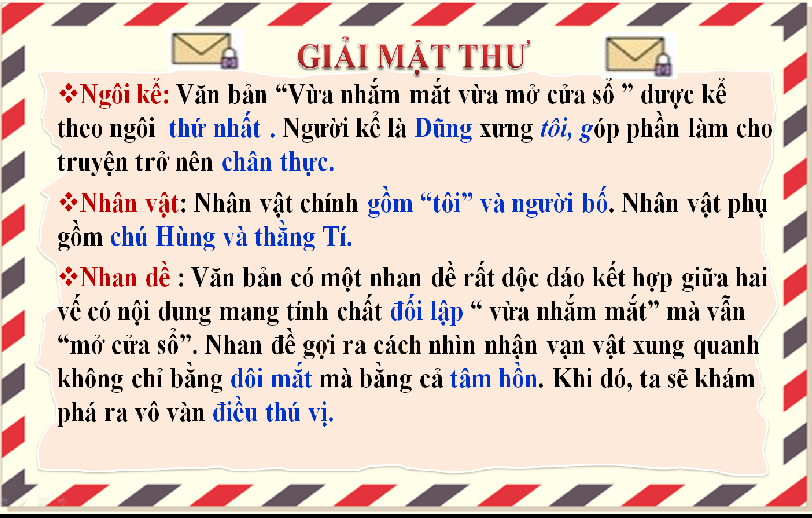 GIẢI MẬT THƯ
❖Ngôi kể: Văn bản “Vừa nhắm mắt vừa mở cửa sổ ” được kể
theo ngôi thứ nhất . Người kể là Dũng xưng tôi, góp phần làm cho
truyện trở nên chân thực.
❖Nhân vật: Nhân vật chính gồm “tôi” và người bố. Nhân vật phụ
gồm chú Hùng và thằng Tí.
❖Nhan đề : Văn bản có một nhan đề rất độc đáo kết hợp giữa hai
vế có nội dung mang tính chất đối lập “ vừa nhắm mắt” mà vẫn
“mở cửa sổ”. Nhan đề gợi ra cách nhìn nhận vạn vật xung quanh
không chỉ bằng đôi mắt mà bằng cả tâm hồn. Khi đó, ta sẽ khám
phá ra vô vàn điều thú vị.